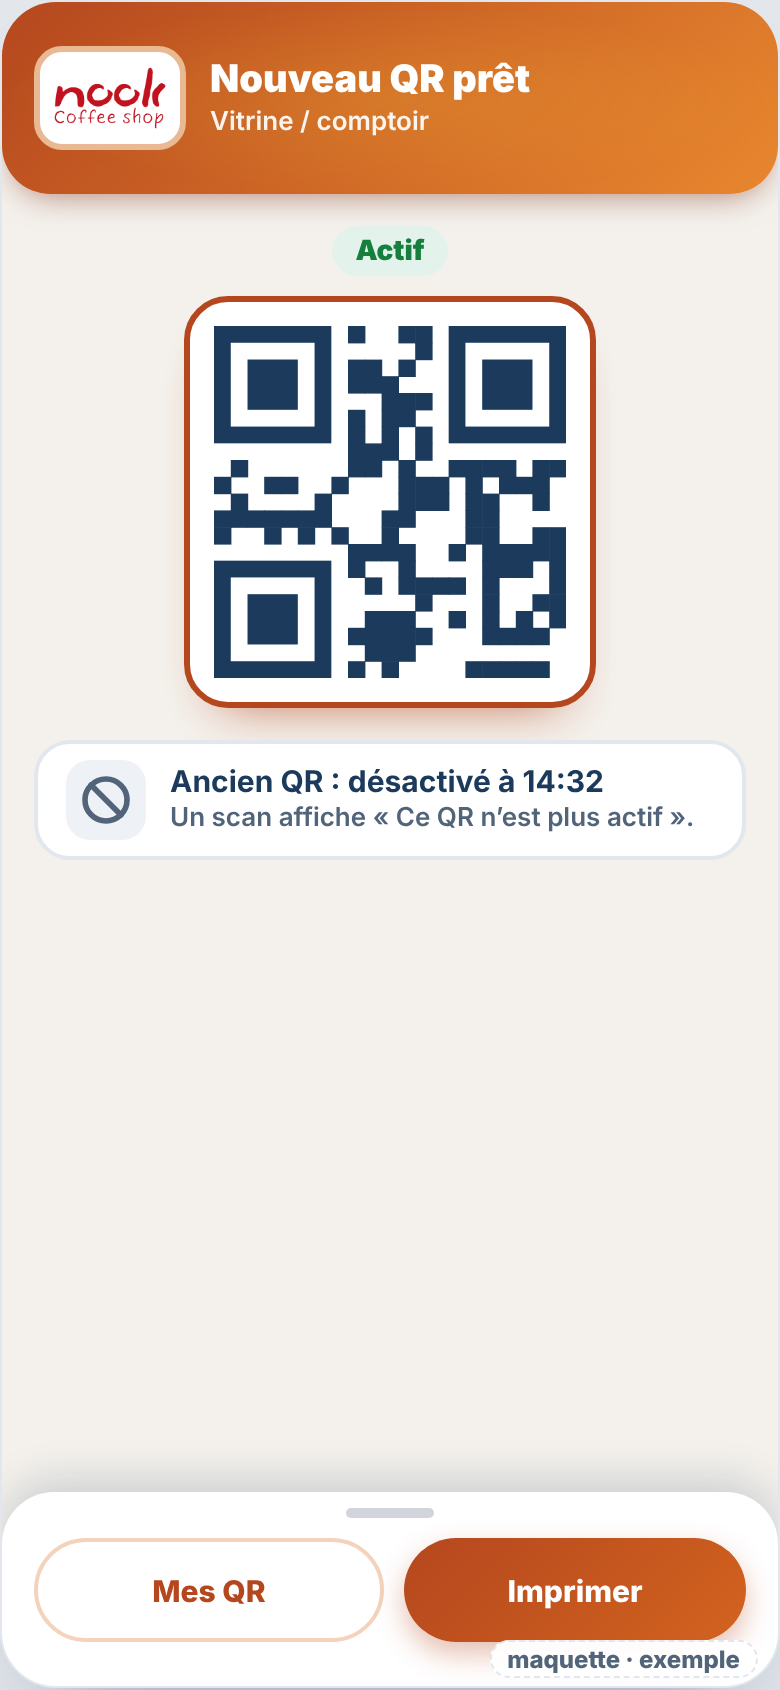 nook
Coffee shop
Nouveau QR prêt
Vitrine / comptoir
Actif
Ancien QR : désactivé à 14:32
Un scan affiche « Ce QR n’est plus actif ».
Mes QR
Imprimer
maquette · exemple